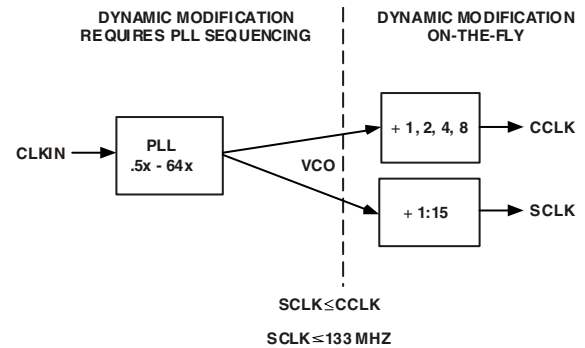 DYNAMIC MODIFICATION
REQUIRES PLL SEQUENCING
DYNAMIC MODIFICATION
ON-THE-FLY
CLKIN
PLL
.5x - 64x
VCO
+ 1, 2, 4, 8
CCLK
+ 1:15
SCLK
SCLK≤CCLK
SCLK≤133 MHZ